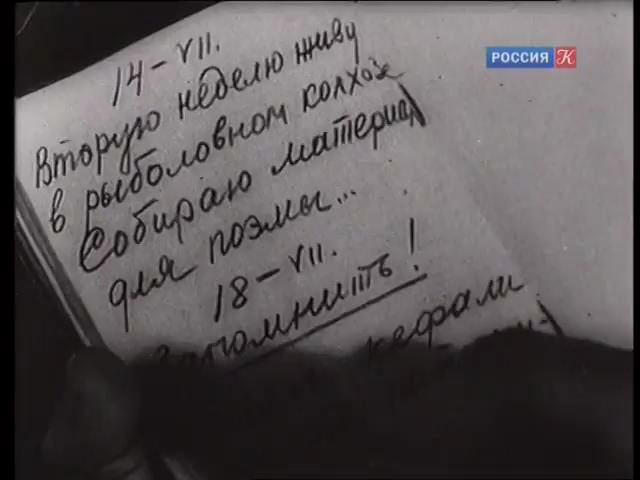 РОССИЯ К
14-VII.
Вторую неделю живу
в рыболовном колхозе
Собираю материал
для поэмы...
18-VII.
Запомнить!
кефали